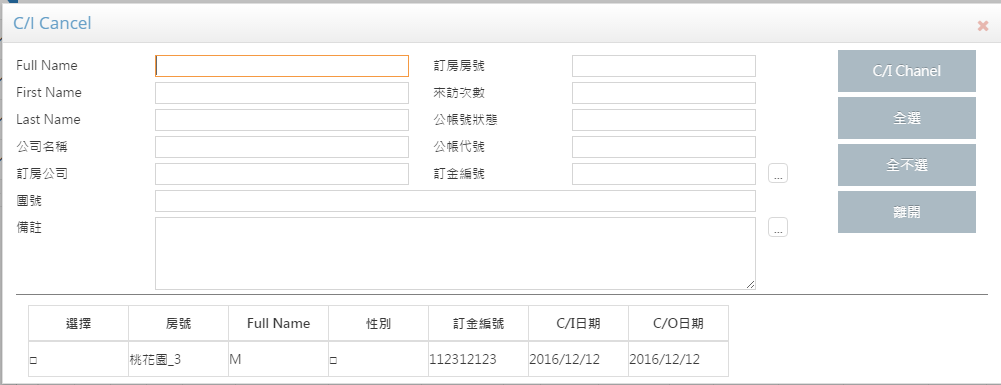 C/I Cancel
Full Name 訂房房號 C/I Chanel
First Name 來訪次數
Last Name 公帳號狀態 全選
公司名稱 公帳代號
訂房公司 訂金編號 ... 全不選
團號 離開
備註 ...
選擇 房號 Full Name 性別 訂金編號 C/I日期 C/O日期
□ 桃花園_3 M □ 112312123 2016/12/12 2016/12/12